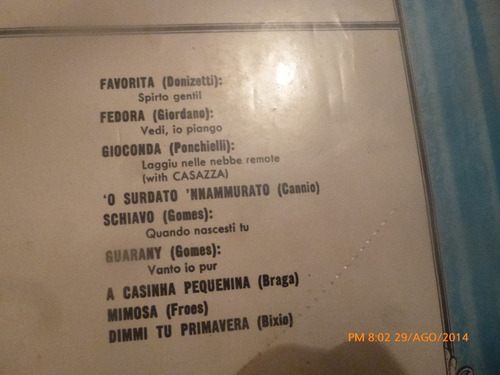 FAVORITA (Donizetti):
Spirto gentil
FEDORA (Giordano):
Vedi, io piango
GIOCONDA (Ponchielli):
Laggiu nelle nebbe remote
(with CASAZZA)
'O SURDATO 'NNAMMURATO (Cannio)
SCHIAVO (Gomes):
Quando nascesti tu
GUARANY (Gomes):
Vanto io pur
A CASINHA PEQUENINA (Braga)
MIMOSA (Froes)
DIMMI TU PRIMAVERA (Bixio)
PM 8:02 29/AGO/2014